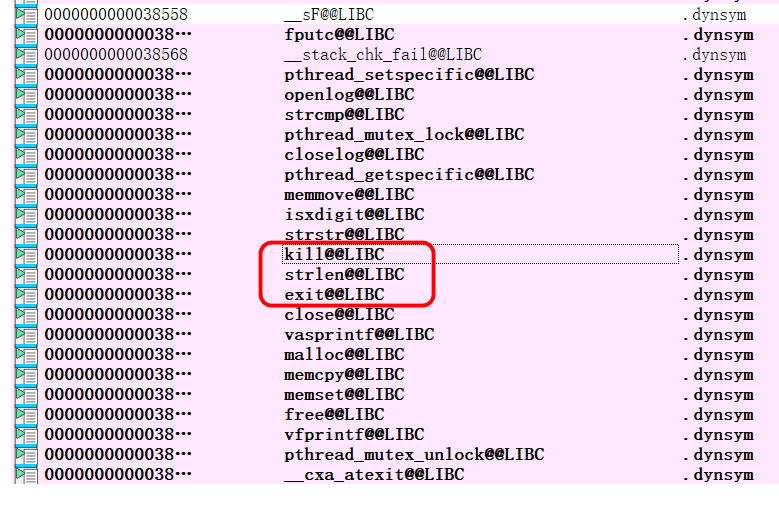 0000000000038558 __sF@@LIBC .dynsym
0000000000038··· fputc@@LIBC .dynsym
0000000000038568 __stack_chk_fail@@LIBC .dynsym
0000000000038··· pthread_setspecific@@LIBC .dynsym
0000000000038··· openlog@@LIBC .dynsym
0000000000038··· strcmp@@LIBC .dynsym
0000000000038··· pthread_mutex_lock@@LIBC .dynsym
0000000000038··· closelog@@LIBC .dynsym
0000000000038··· pthread_getspecific@@LIBC .dynsym
0000000000038··· memmove@@LIBC .dynsym
0000000000038··· isxdigit@@LIBC .dynsym
0000000000038··· strstr@@LIBC .dynsym
0000000000038··· kill@@LIBC .dynsym
0000000000038··· strlen@@LIBC .dynsym
0000000000038··· exit@@LIBC .dynsym
0000000000038··· close@@LIBC .dynsym
0000000000038··· vasprintf@@LIBC .dynsym
0000000000038··· malloc@@LIBC .dynsym
0000000000038··· memcpy@@LIBC .dynsym
0000000000038··· memset@@LIBC .dynsym
0000000000038··· free@@LIBC .dynsym
0000000000038··· vfprintf@@LIBC .dynsym
0000000000038··· pthread_mutex_unlock@@LIBC .dynsym
0000000000038··· __cxa_atexit@@LIBC .dynsym